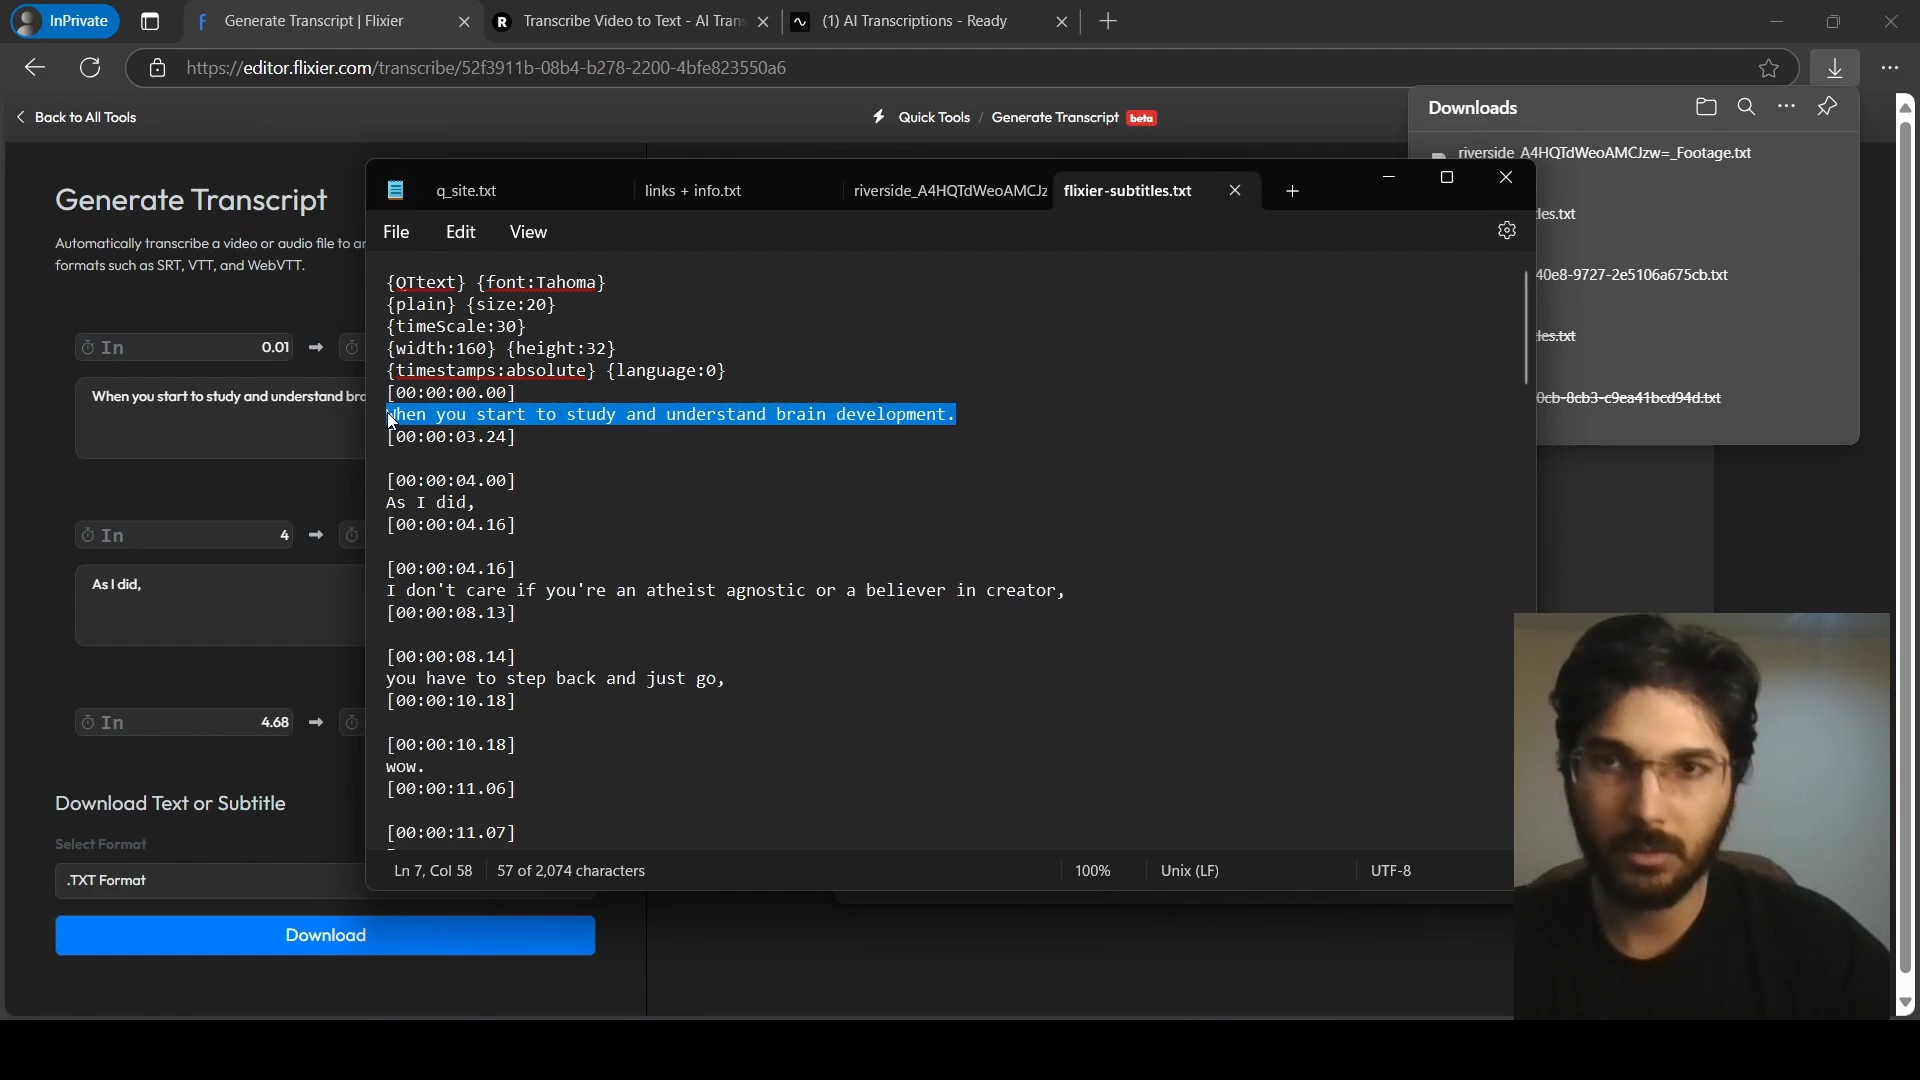 InPrivate
Generate Transcript | Flixier
Transcribe Video to Text - AI Tran
(1) AI Transcriptions - Ready
https://editor.flixier.com/transcribe/52f3911b-08b4-b278-2200-4bfe823550a6
Back to All Tools
Quick Tools / Generate Transcript beta
Downloads
riverside_A4HQTdWeoAMCJzw=_Footage.txt
les.txt
40e8-9727-2e5106a675cb.txt
les.txt
0cb-8cb3-c9ea41bcd94d.txt
Generate Transcript
Automatically transcribe a video or audio file to a
formats such as SRT, VTT, and WebVTT.
In 0.01
When you start to study and understand bra
In 4
As I did,
In 4.68
Download Text or Subtitle
Select Format
.TXT Format
Download
q_site.txt
links + info.txt
riverside_A4HQTdWeoAMCJz
flixier-subtitles.txt
File Edit View
{QTtext} {font:Tahoma}
{plain} {size:20}
{timeScale:30}
{width:160} {height:32}
{timestamps:absolute} {language:0}
[00:00:00.00]
When you start to study and understand brain development.
[00:00:03.24]
[00:00:04.00]
As I did,
[00:00:04.16]
[00:00:04.16]
I don't care if you're an atheist agnostic or a believer in creator,
[00:00:08.13]
[00:00:08.14]
you have to step back and just go,
[00:00:10.18]
[00:00:10.18]
wow.
[00:00:11.06]
[00:00:11.07]
Ln 7, Col 58
57 of 2,074 characters
100%
Unix (LF)
UTF-8